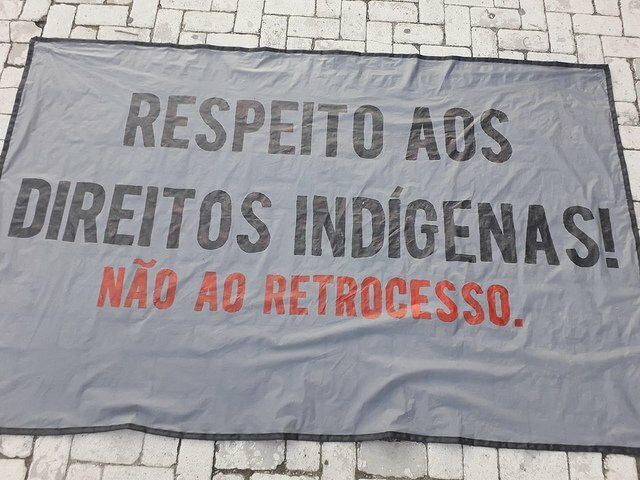 RESPEITO AOS
DIREITOS INDÍGENAS!
NÃO AO RETROCESSO.